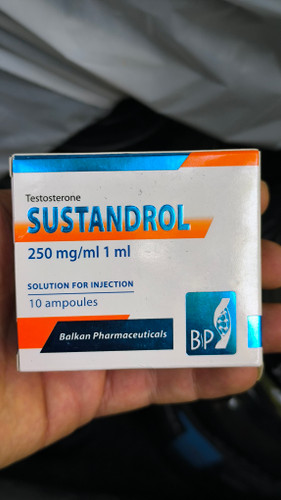 Testosterone
SUSTANDROL
250 mg/ml 1 ml
SOLUTION FOR INJECTION
10 ampoules
Balkan Pharmaceuticals
BP